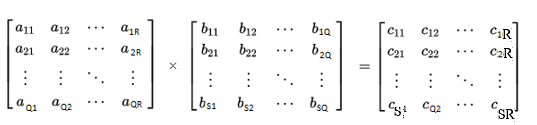 a11 a12 ⋯ a1R b11 b12 ⋯ b1Q c11 c12 ⋯ c1R
a21 a22 ⋯ a2R b21 b22 ⋯ b2Q c21 c22 ⋯ c2R
⋮ ⋮ ⋱ ⋮ × ⋮ ⋮ ⋱ ⋮ = ⋮ ⋮ ⋱ ⋮
aQ1 aQ2 ⋯ aQR bS1 bS2 ⋯ bSQ cS1 cQ2 ⋯ cSR